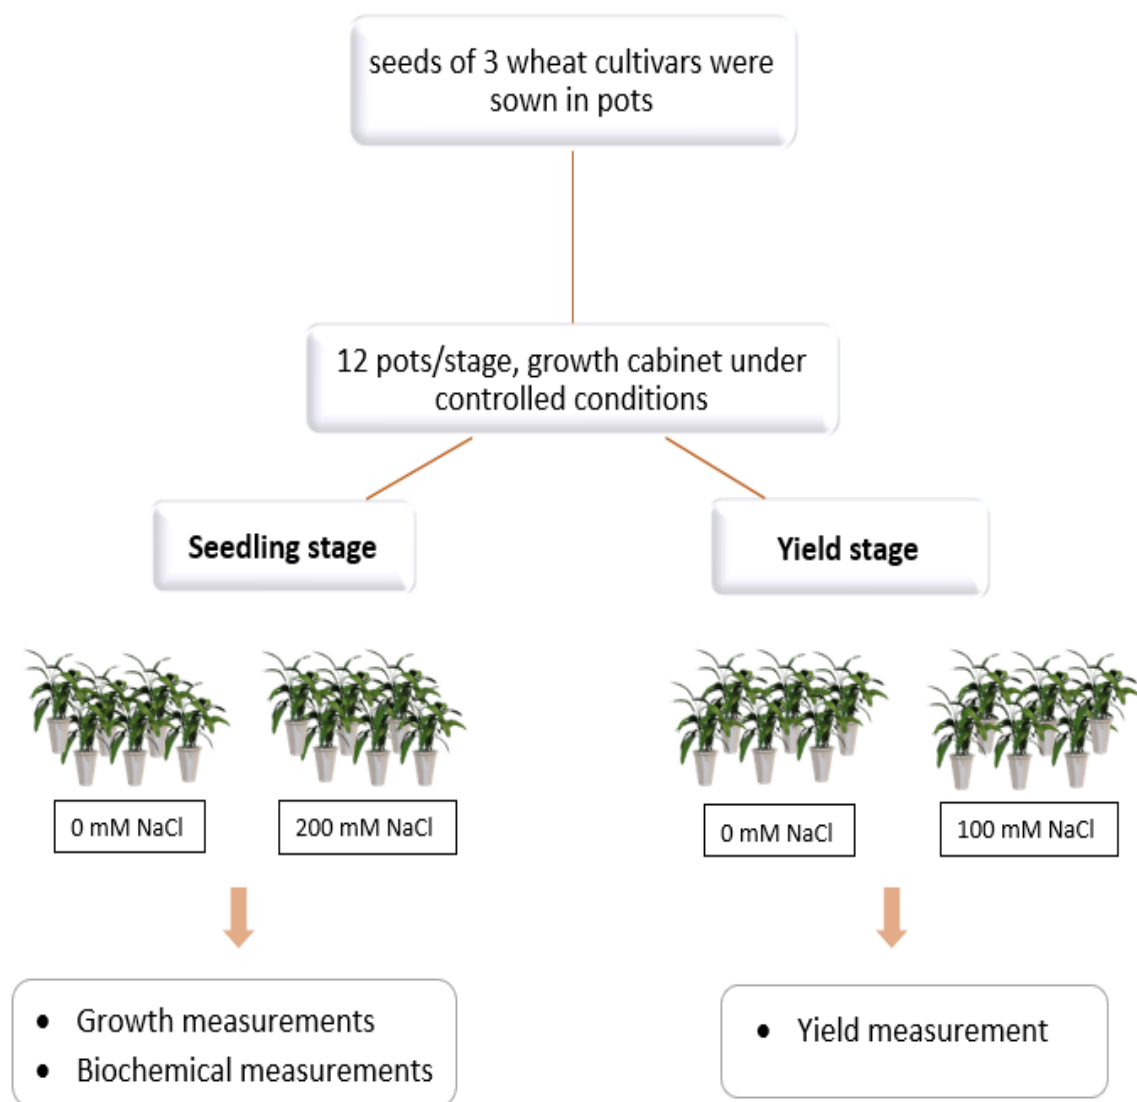 seeds of 3 wheat cultivars were
sown in pots
12 pots/stage, growth cabinet under
controlled conditions
Seedling stage
Yield stage
0 mM NaCl
200 mM NaCl
0 mM NaCl
100 mM NaCl
• Growth measurements
• Biochemical measurements
• Yield measurement